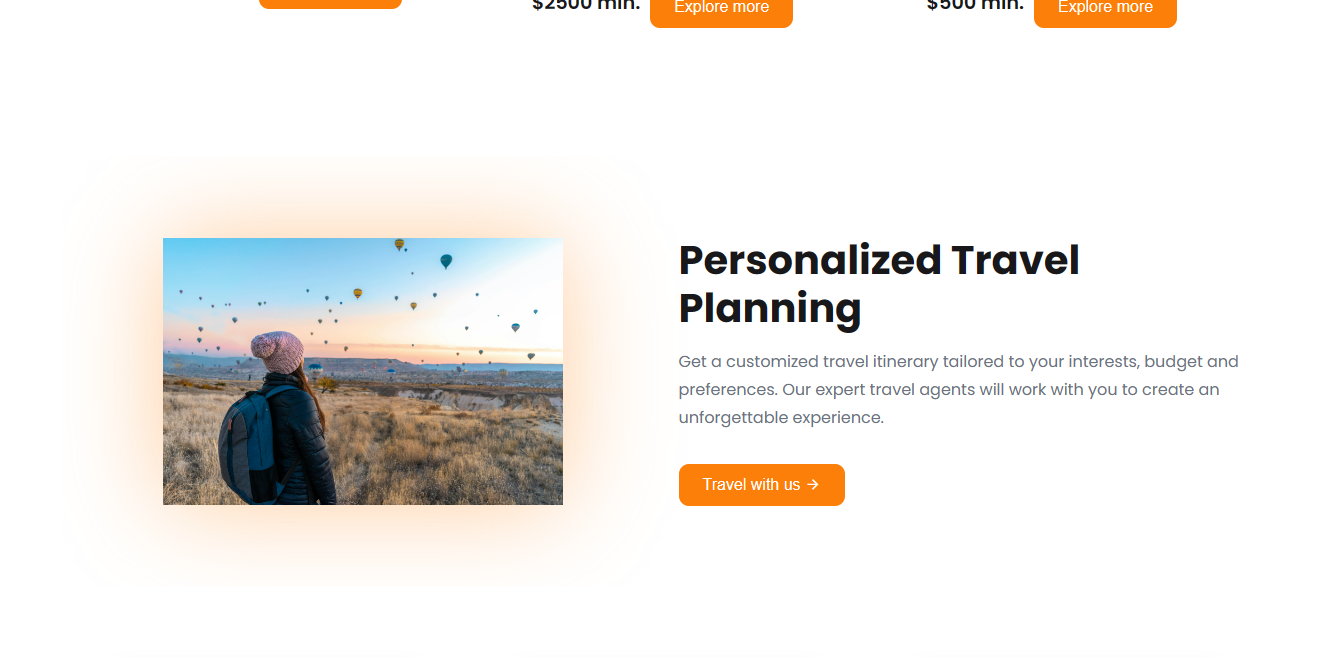 $2500 min.
Explore more
$500 min.
Explore more
Personalized Travel
Planning
Get a customized travel itinerary tailored to your interests, budget and
preferences. Our expert travel agents will work with you to create an
unforgettable experience.
Travel with us →